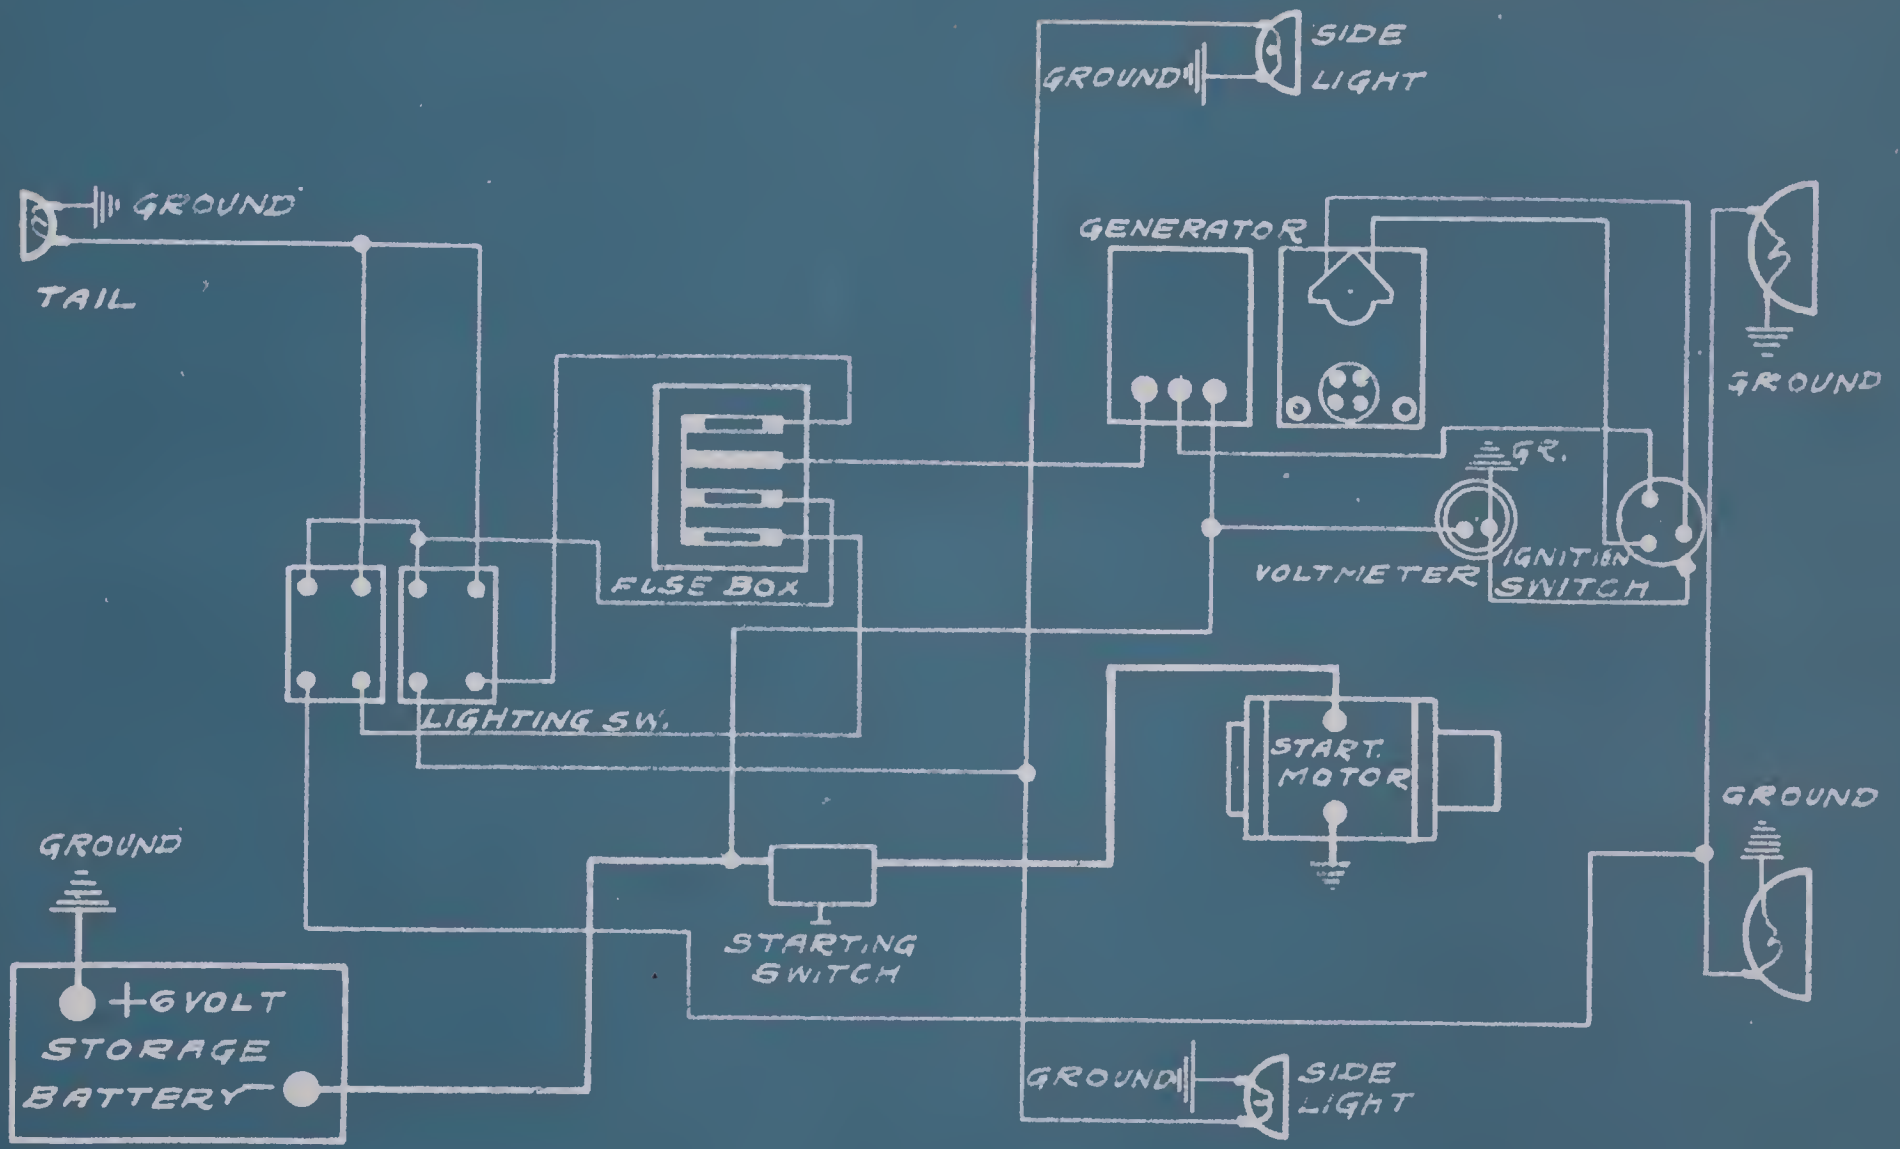 SIDE
LIGHT
GROUND
GROUND
TAIL
GENERATOR
GROUND
GR.
FUSE BOX
VOLTMETER
IGNITION
SWITCH
LIGHTING SW.
START.
MOTOR
GROUND
GROUND
STARTING
SWITCH
+6 VOLT
STORAGE
BATTERY -
GROUND
SIDE
LIGHT